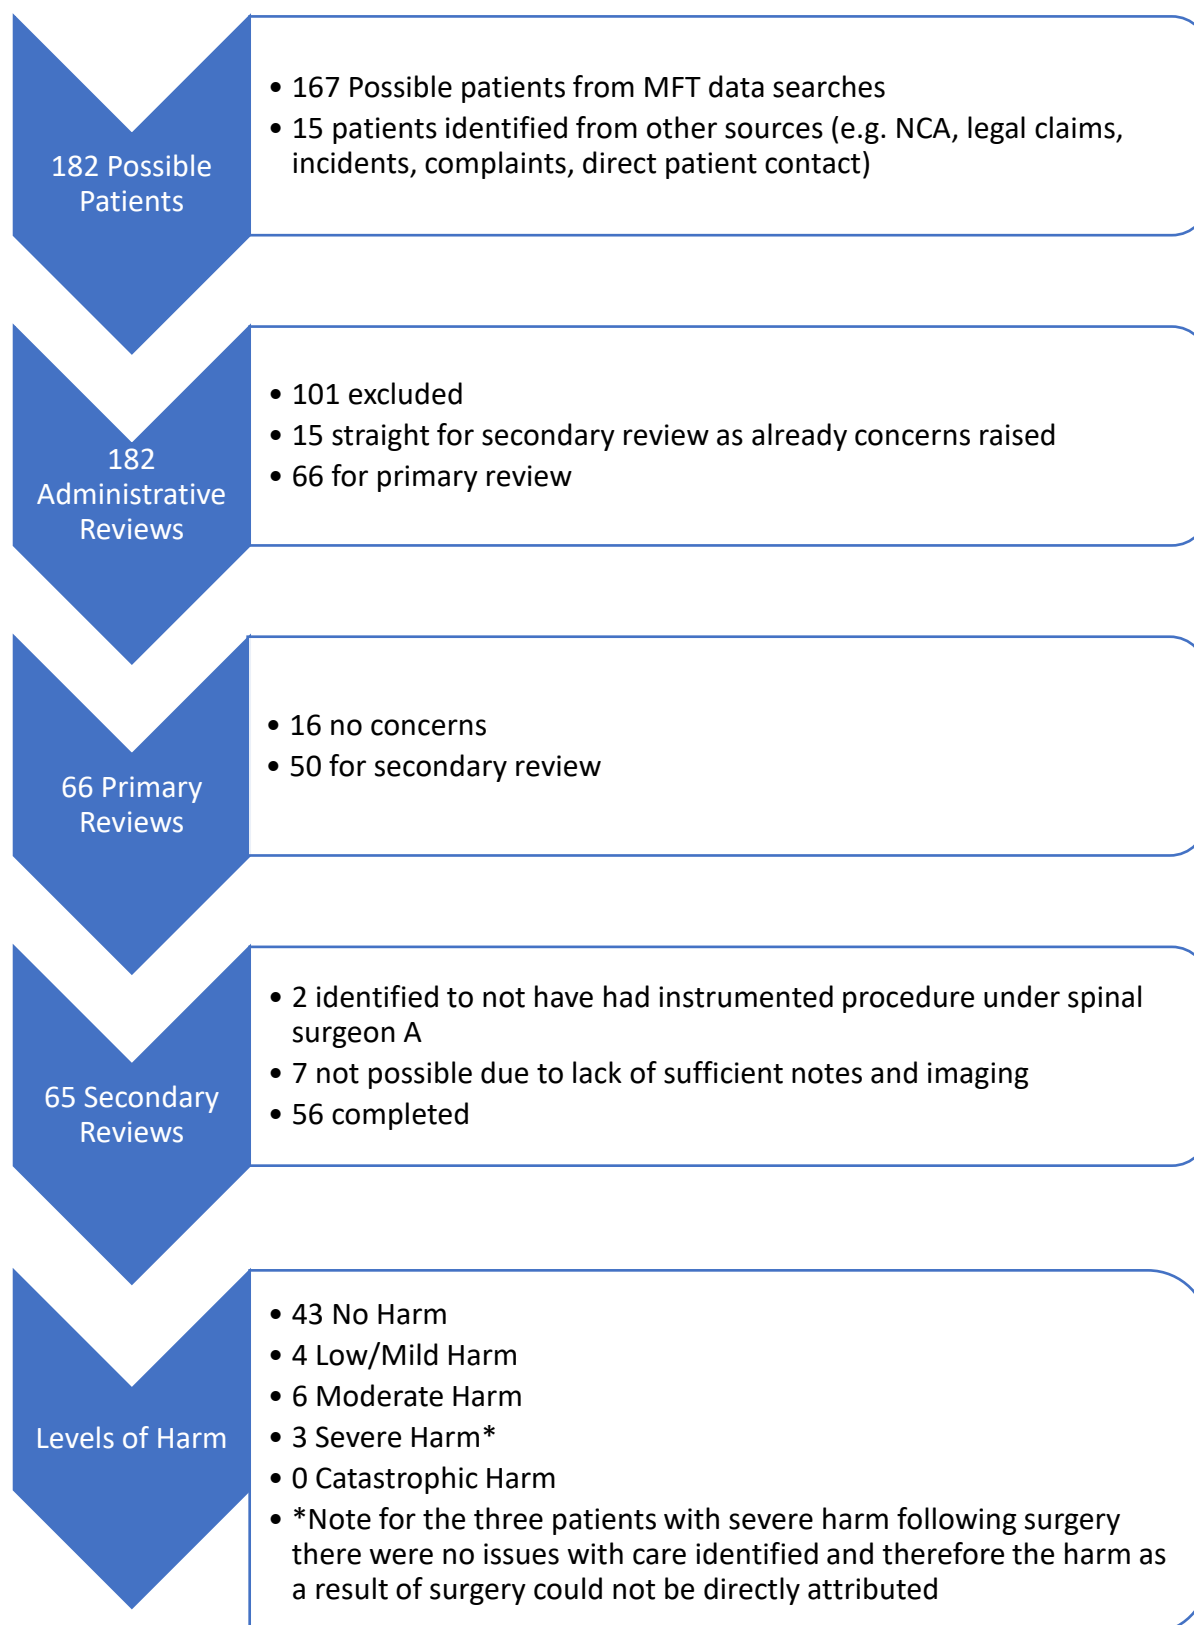 182 Possible
Patients
• 167 Possible patients from MFT data searches
• 15 patients identified from other sources (e.g. NCA, legal claims,
incidents, complaints, direct patient contact)
182
Administrative
Reviews
• 101 excluded
• 15 straight for secondary review as already concerns raised
• 66 for primary review
66 Primary
Reviews
• 16 no concerns
• 50 for secondary review
65 Secondary
Reviews
• 2 identified to not have had instrumented procedure under spinal
surgeon A
• 7 not possible due to lack of sufficient notes and imaging
• 56 completed
Levels of Harm
• 43 No Harm
• 4 Low/Mild Harm
• 6 Moderate Harm
• 3 Severe Harm*
• 0 Catastrophic Harm
• *Note for the three patients with severe harm following surgery
there were no issues with care identified and therefore the harm as
a result of surgery could not be directly attributed